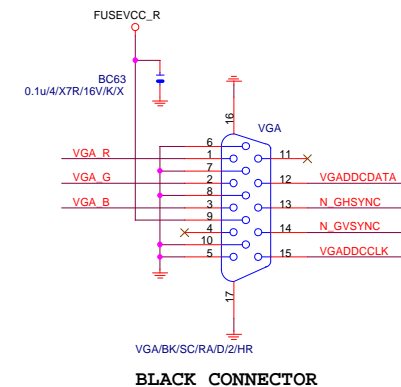 FUSEVCC_R
BC63
0.1u/4/X7R/16V/K/X
16
VGA
6
VGA_R 1 11
7
VGA_G 2 12 VGADDCDATA
8
VGA_B 3 13 N_GHSYNC
9
4 14 N_GVSYNC
10
5 15 VGADDCCLK
17
VGA/BK/SC/RA/D/2/HR
BLACK CONNECTOR